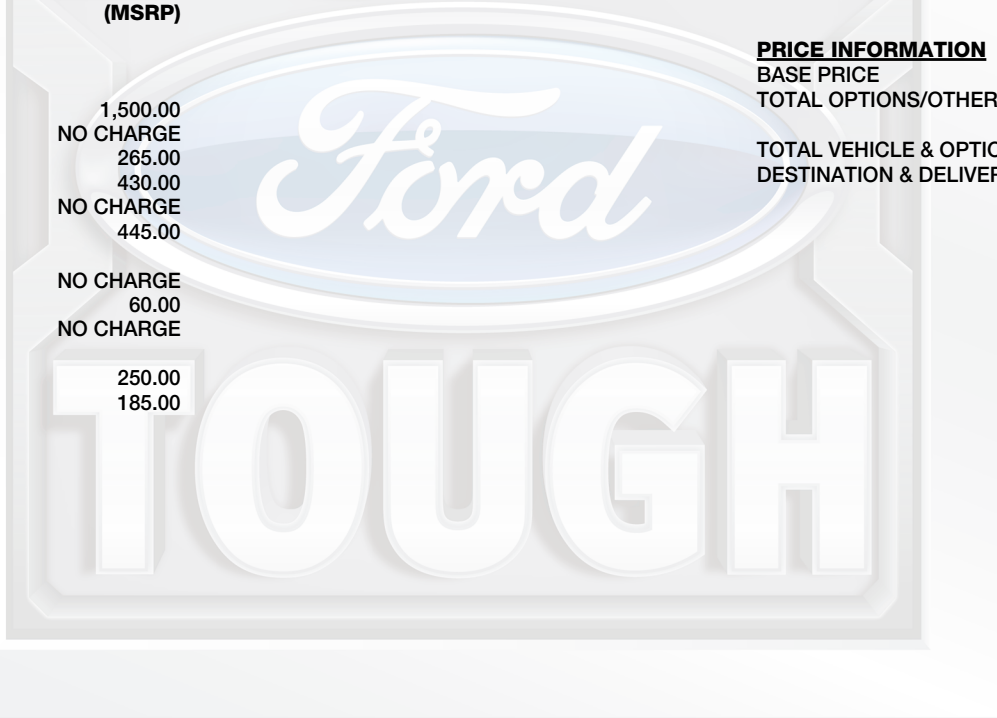 (MSRP)
1,500.00
NO CHARGE
265.00
430.00
NO CHARGE
445.00
NO CHARGE
60.00
NO CHARGE
250.00
185.00
PRICE INFORMATION
BASE PRICE
TOTAL OPTIONS/OTHER
TOTAL VEHICLE & OPTIO
DESTINATION & DELIVER
Ford
TOUGH